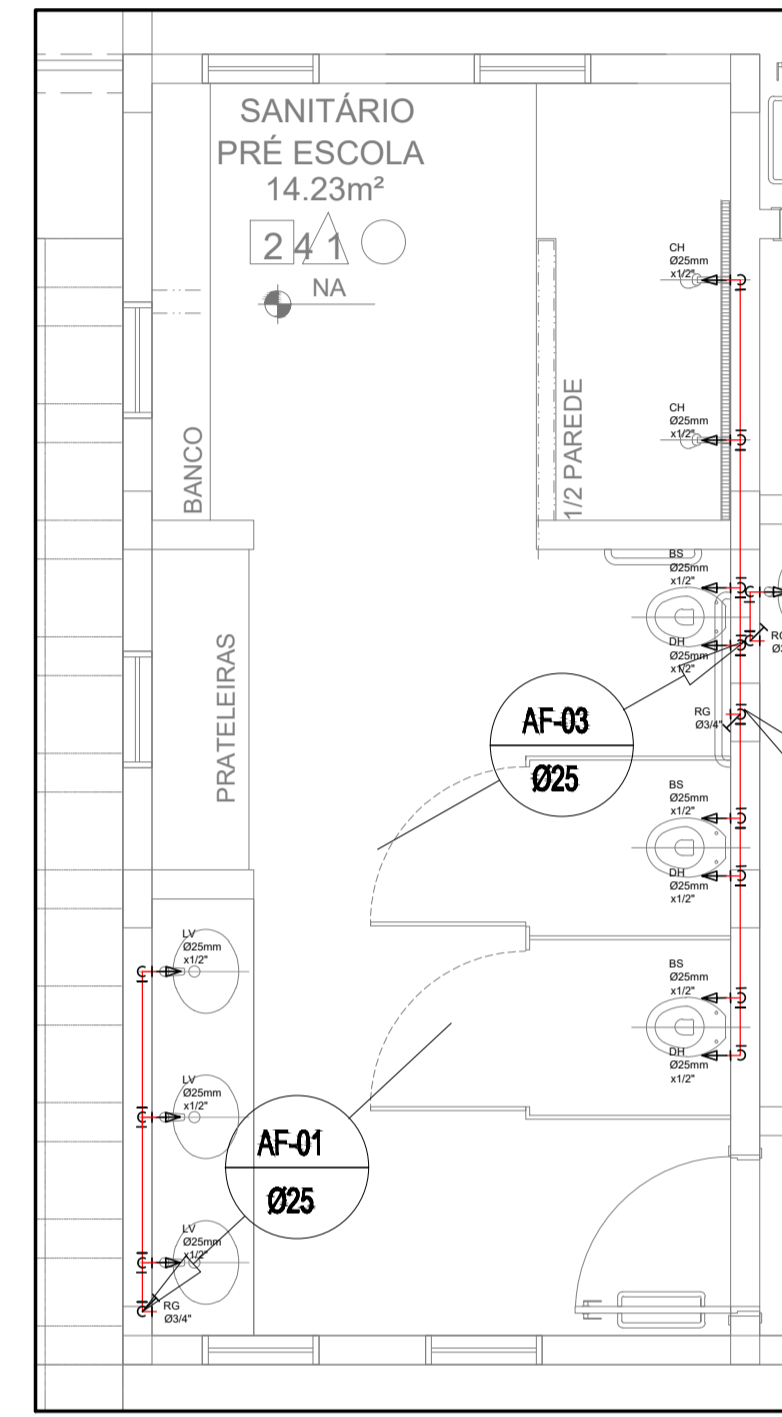 SANITÁRIO
PRÉ ESCOLA
14.23m²
2 4 1
NA
BANCO
1/2 PAREDE
PRATELEIRAS
CH
Ø25mm
x1/2"
CH
Ø25mm
x1/2"
BS
Ø25mm
x1/2"
DH
Ø25mm
x1/2"
RG
Ø3/4"
AF-03
Ø25
BS
Ø25mm
x1/2"
DH
Ø25mm
x1/2"
BS
Ø25mm
x1/2"
DH
Ø25mm
x1/2"
LV
Ø25mm
x1/2"
LV
Ø25mm
x1/2"
AF-01
Ø25
LV
Ø25mm
x1/2"
RG
Ø3/4"